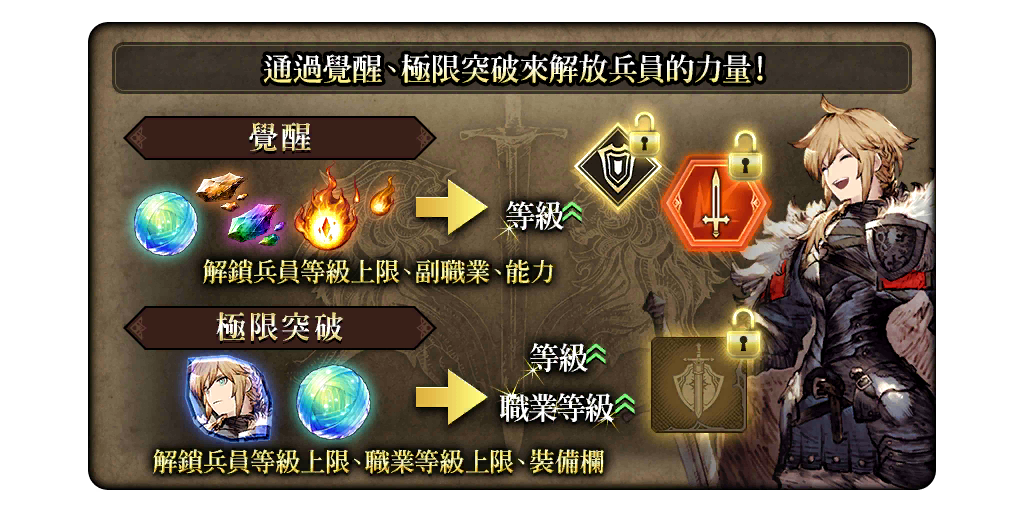 通過覺醒、極限突破來解放兵員的力量!
覺醒
等級
解鎖兵員等級上限、副職業、能力
極限突破
等級
職業等級
解鎖兵員等級上限、職業等級上限、裝備欄